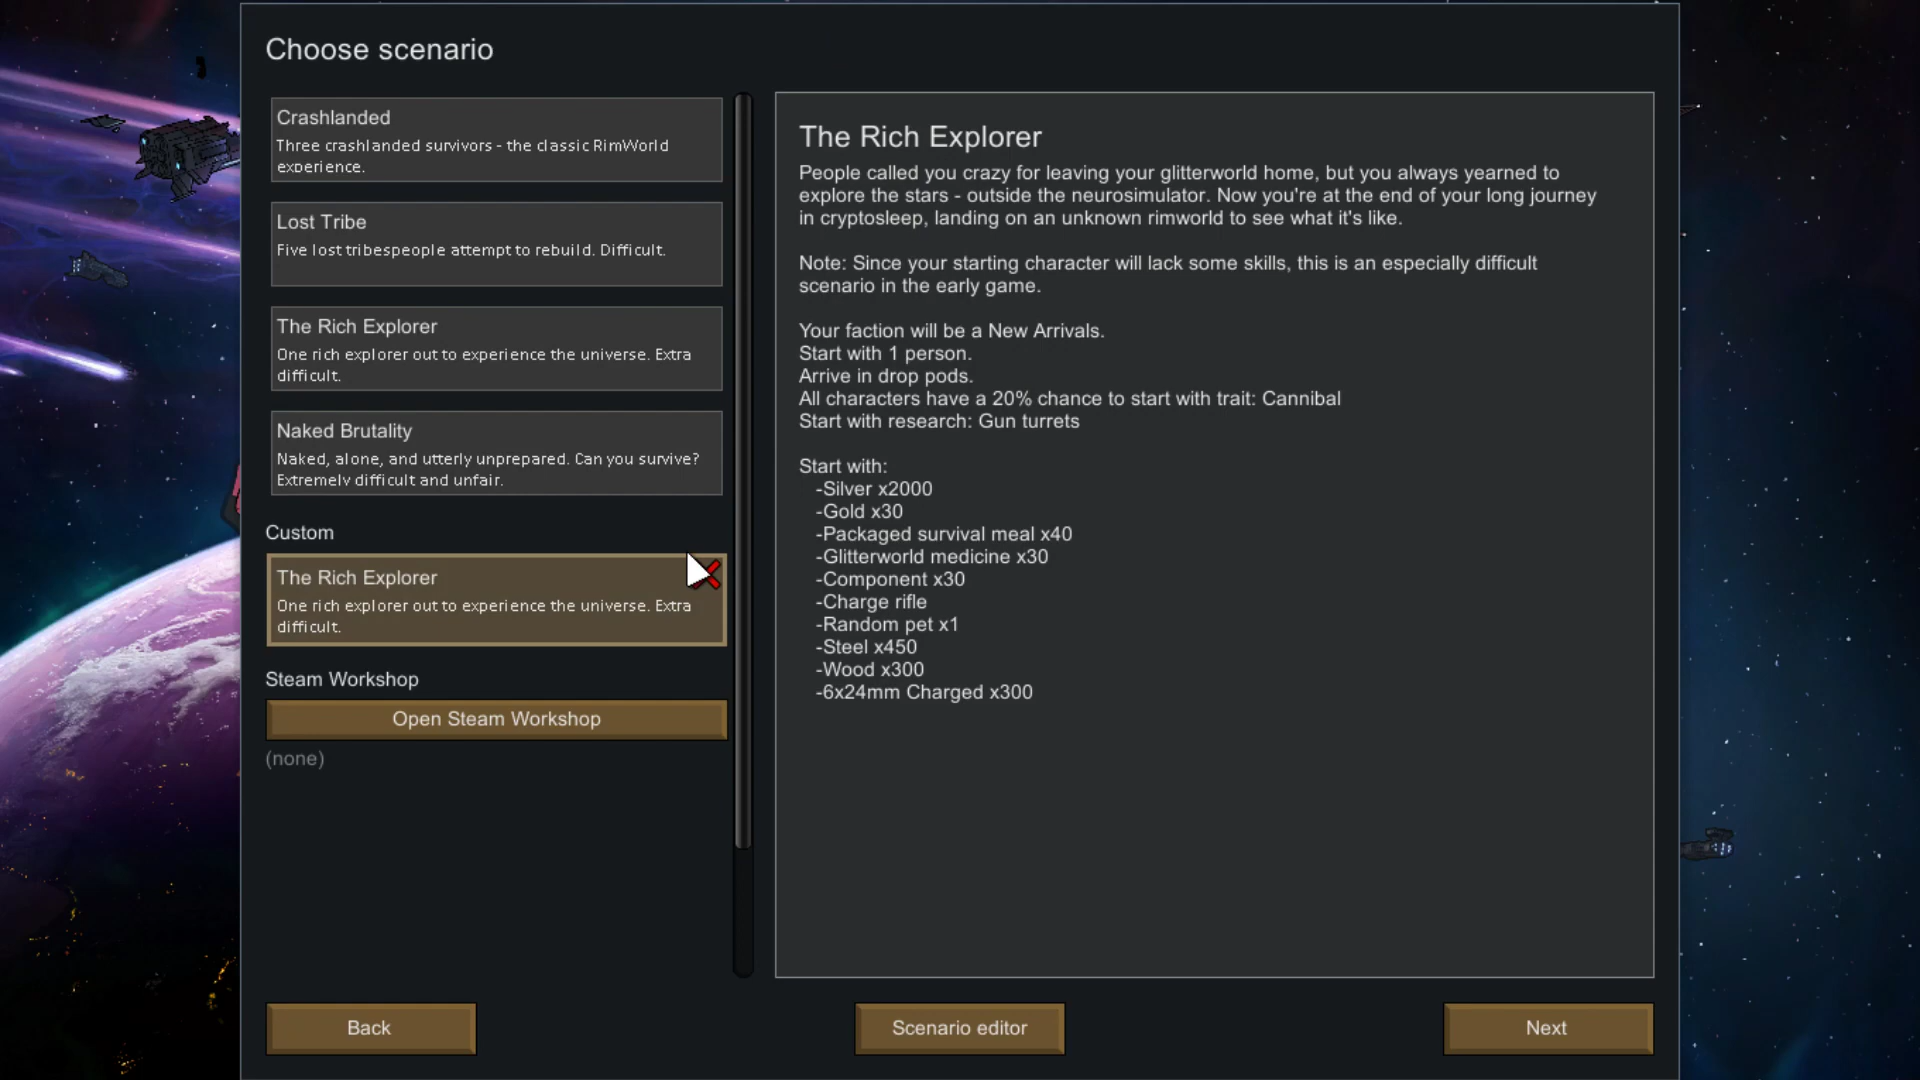 Choose scenario
Crashlanded
Three crashlanded survivors - the classic RimWorld
experience.
Lost Tribe
Five lost tribespeople attempt to rebuild. Difficult.
The Rich Explorer
One rich explorer out to experience the universe. Extra
difficult.
Naked Brutality
Naked, alone, and utterly unprepared. Can you survive?
Extremely difficult and unfair.
Custom
The Rich Explorer
One rich explorer out to experience the universe. Extra
difficult.
Steam Workshop
Open Steam Workshop
(none)
The Rich Explorer
People called you crazy for leaving your glitterworld home, but you always yearned to
explore the stars - outside the neurosimulator. Now you're at the end of your long journey
in cryptosleep, landing on an unknown rimworld to see what it's like.
Note: Since your starting character will lack some skills, this is an especially difficult
scenario in the early game.
Your faction will be a New Arrivals.
Start with 1 person.
Arrive in drop pods.
All characters have a 20% chance to start with trait: Cannibal
Start with research: Gun turrets
Start with:
-Silver x2000
-Gold x30
-Packaged survival meal x40
-Glitterworld medicine x30
-Component x30
-Charge rifle
-Random pet x1
-Steel x450
-Wood x300
-6x24mm Charged x300
Back
Scenario editor
Next